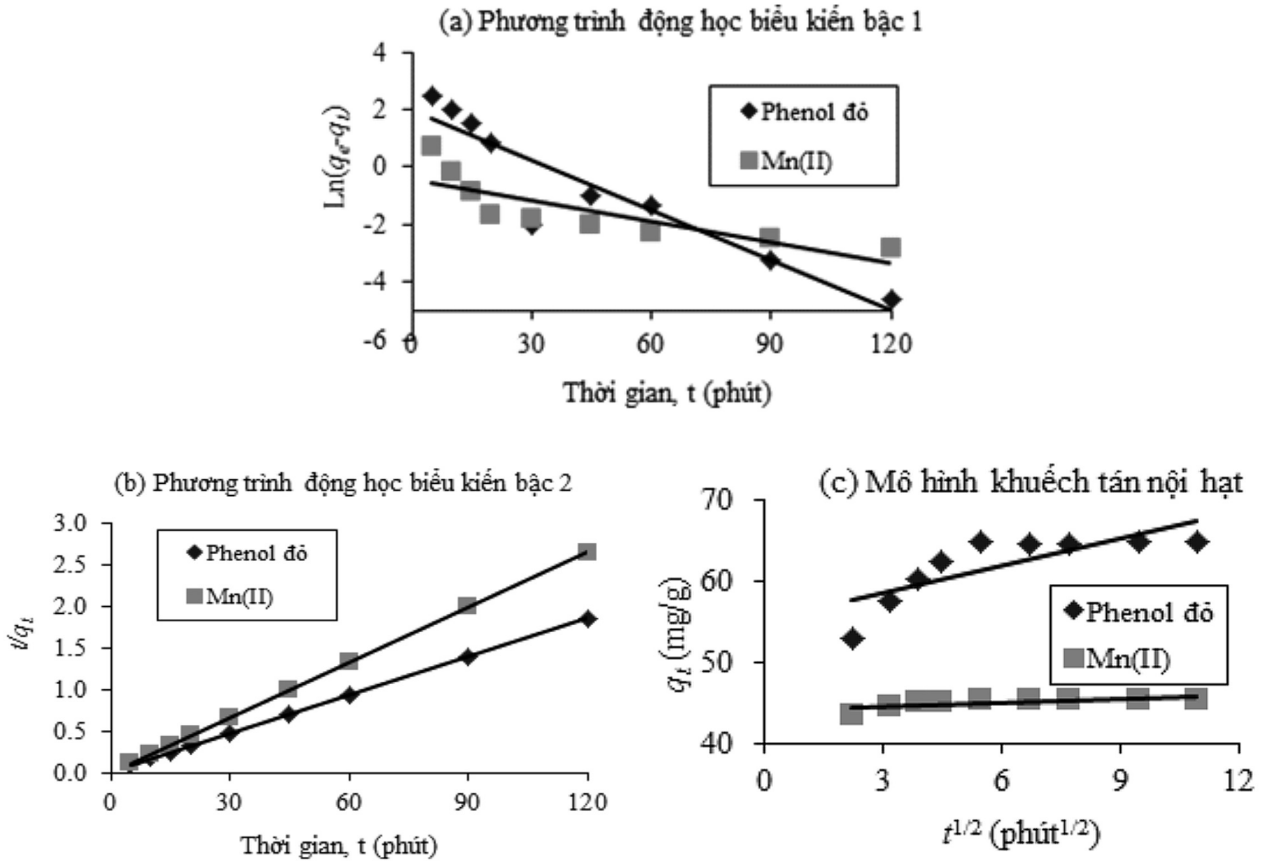 (a) Phương trình động học biểu kiến bậc 1
4
2
0
-2
-4
-6
Ln(qe-qt)
Phenol đỏ
Mn(II)
0 30 60 90 120
Thời gian, t (phút)
(b) Phương trình động học biểu kiến bậc 2
3.0
2.5
2.0
1.5
1.0
0.5
0.0
t/qt
Phenol đỏ
Mn(II)
0 30 60 90 120
Thời gian, t (phút)
(c) Mô hình khuếch tán nội hạt
70
60
50
40
qt (mg/g)
Phenol đỏ
Mn(II)
0 3 6 9 12
t1/2 (phút1/2)